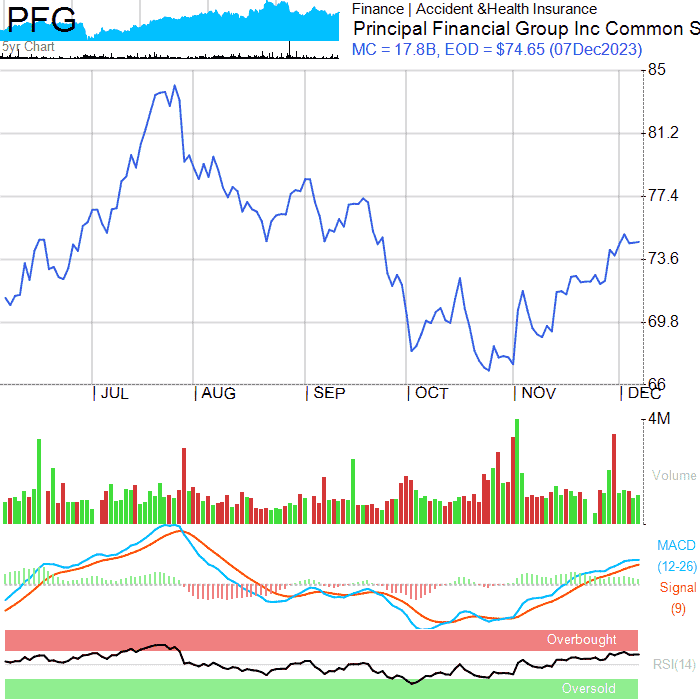 PFG
5yr Chart
Finance | Accident &Health Insurance
Principal Financial Group Inc Common S
MC = 17.8B, EOD = $74.65 (07Dec2023)
85
81.2
77.4
73.6
69.8
66
JUL AUG SEP OCT NOV DEC
4M
Volume
MACD
(12-26)
Signal
(9)
Overbought
RSI(14)
Oversold